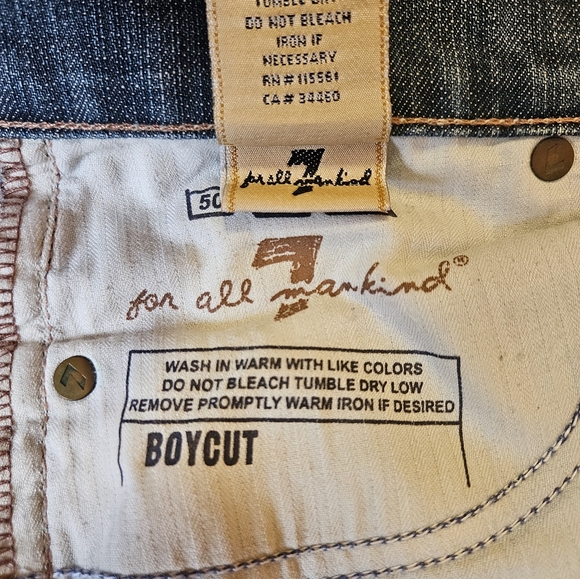 TUMBLE DRY
DO NOT BLEACH
IRON IF
NECESSARY
RN# 115561
CA# 34460
7
for all mankind
50
7
for all mankind®
WASH IN WARM WITH LIKE COLORS
DO NOT BLEACH TUMBLE DRY LOW
REMOVE PROMPTLY WARM IRON IF DESIRED
BOYCUT